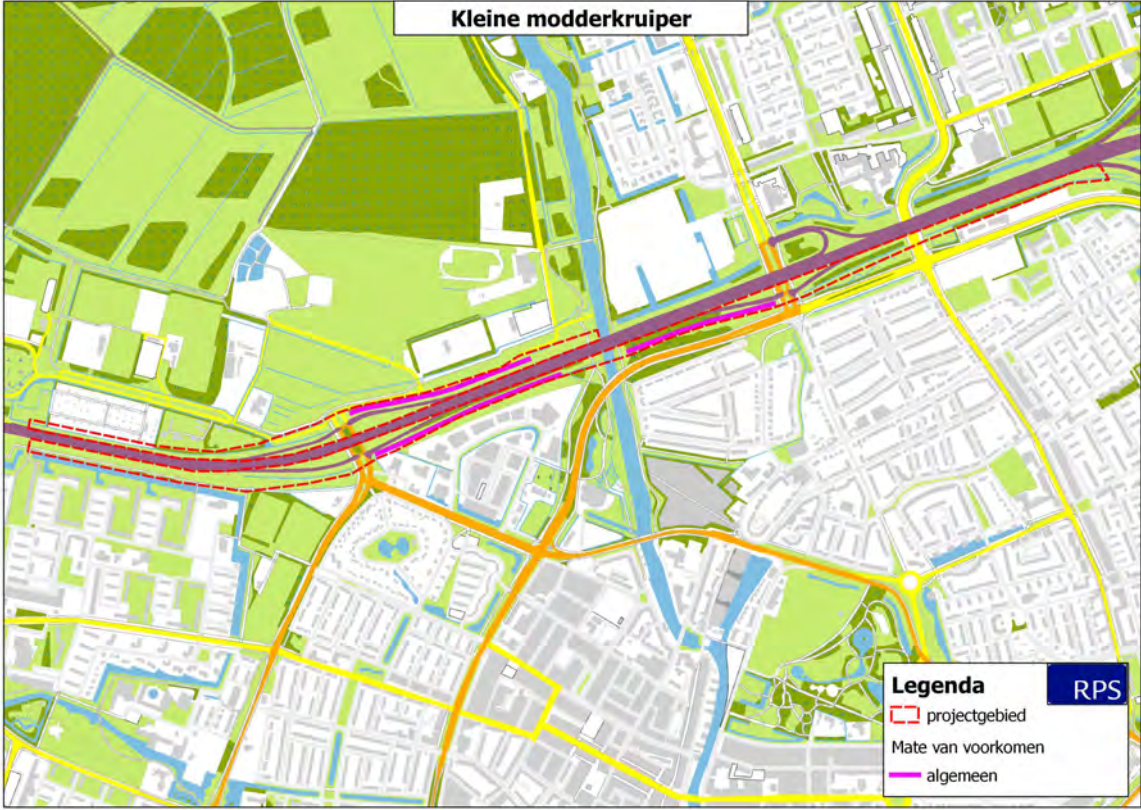 Kleine modderkruiper
Legenda
RPS
projectgebied
Mate van voorkomen
algemeen